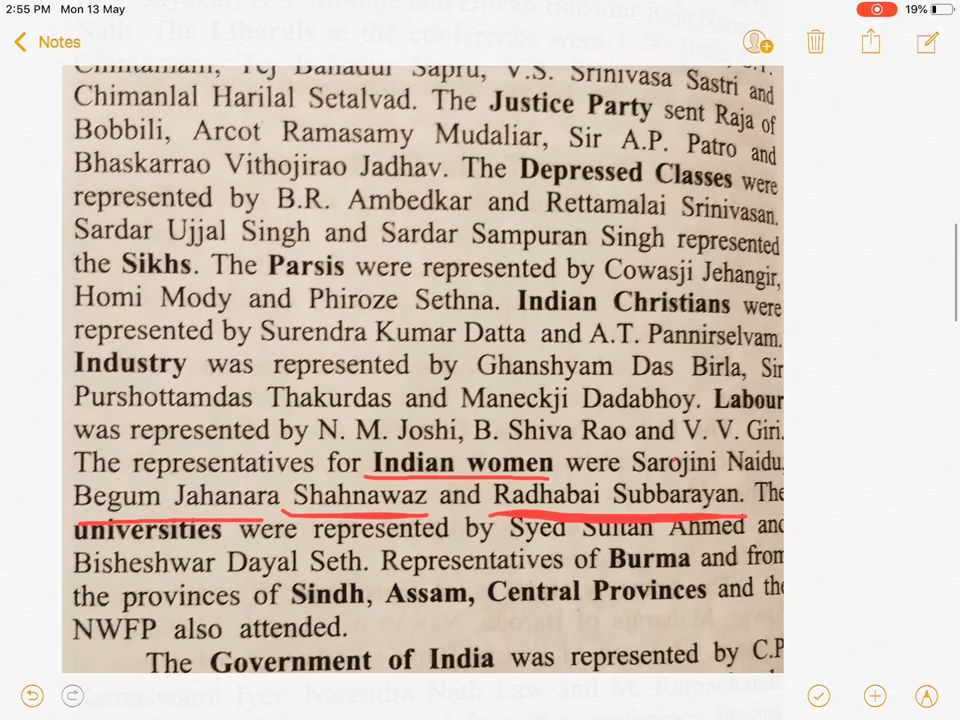 2:55 PM Mon 13 May
19%
Notes
Chintamani, Tej Bahadur Sapru, V.S. Srinivasa Sastri and
Chimanlal Harilal Setalvad. The Justice Party sent Raja of
Bobbili, Arcot Ramasamy Mudaliar, Sir A.P. Patro and
Bhaskarrao Vithojirao Jadhav. The Depressed Classes were
represented by B.R. Ambedkar and Rettamalai Srinivasan.
Sardar Ujjal Singh and Sardar Sampuran Singh represented
the Sikhs. The Parsis were represented by Cowasji Jehangir,
Homi Mody and Phiroze Sethna. Indian Christians were
represented by Surendra Kumar Datta and A.T. Pannirselvam.
Industry was represented by Ghanshyam Das Birla, Sir
Purshottamdas Thakurdas and Maneckji Dadabhoy. Labour
was represented by N. M. Joshi, B. Shiva Rao and V. V. Giri.
The representatives for Indian women were Sarojini Naidu,
Begum Jahanara Shahnawaz and Radhabai Subbarayan. The
universities were represented by Syed Sultan Ahmed and
Bisheshwar Dayal Seth. Representatives of Burma and from
the provinces of Sindh, Assam, Central Provinces and the
NWFP also attended.
The Government of India was represented by C.P
Ramaswami Iyer, Narendra Nath Law and M.